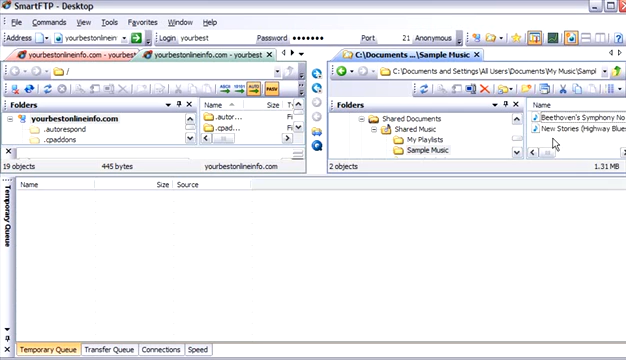 SmartFTP - Desktop
File Commands View Tools Favorites Window Help
Address yourbestonlinein Login yourbest Password ●●●●●●● Port 21 Anonymous
yourbestonlineinfo.com - yourbest yourbestonlineinfo.com - yourbest C:\Documents ...\Sample Music
/ C:\Documents and Settings\All Users\Documents\My Music\Sampl
ABCII AUTO PASV
Folders Name Ty Folders Name
yourbestonlineinfo.com .autor... Shared Documents Beethoven's Symphony No
.autorespond .cpad... Shared Music New Stories (Highway Blues
.cpaddons My Playlists
Sample Music
19 objects 445 bytes yourbestonlineinfo.com 2 objects 1.31 MB
Name Size Source
Temporary Queue
Temporary Queue Transfer Queue Connections Speed